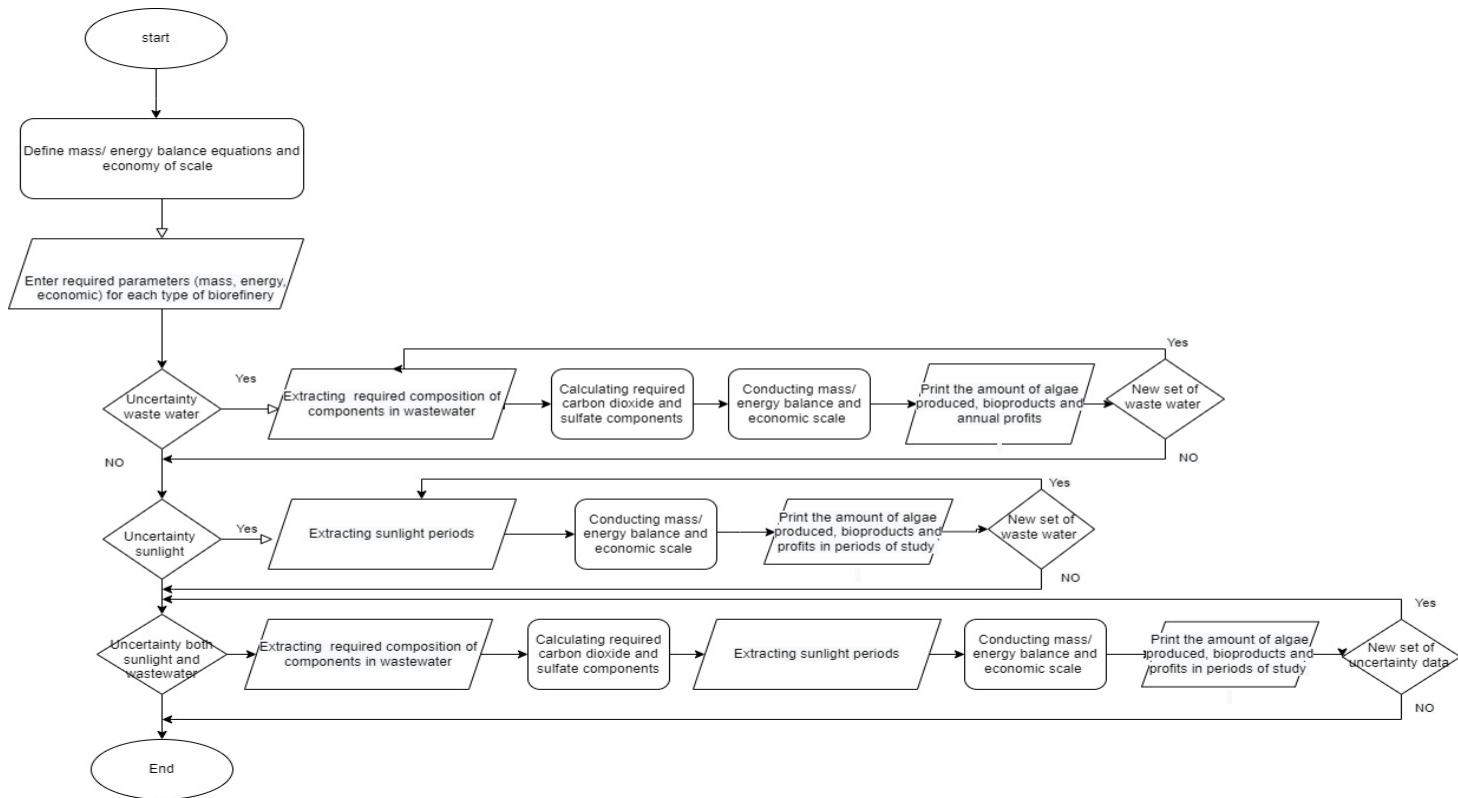 start
Define mass/ energy balance equations and
economy of scale
Enter required parameters (mass, energy,
economic) for each type of biorefinery
Yes
Uncertainty
waste water
Yes
Extracting required composition of
components in wastewater
Calculating required
carbon dioxide and
sulfate components
Conducting mass/
energy balance and
economic scale
Print the amount of algae
produced, bioproducts and
annual profits
New set of
waste water
NO
NO
Uncertainty
sunlight
Yes
Extracting sunlight periods
Conducting mass/
energy balance and
economic scale
Print the amount of algae
produced, bioproducts and
profits in periods of study
Yes
New set of
waste water
NO
Uncertainty both
sunlight and
wastewater
Extracting required composition of
components in wastewater
Calculating required
carbon dioxide and
sulfate components
Extracting sunlight periods
Conducting mass/
energy balance and
economic scale
Print the amount of algae
produced, bioproducts and
profits in periods of study
Yes
New set of
uncertainty data
NO
End